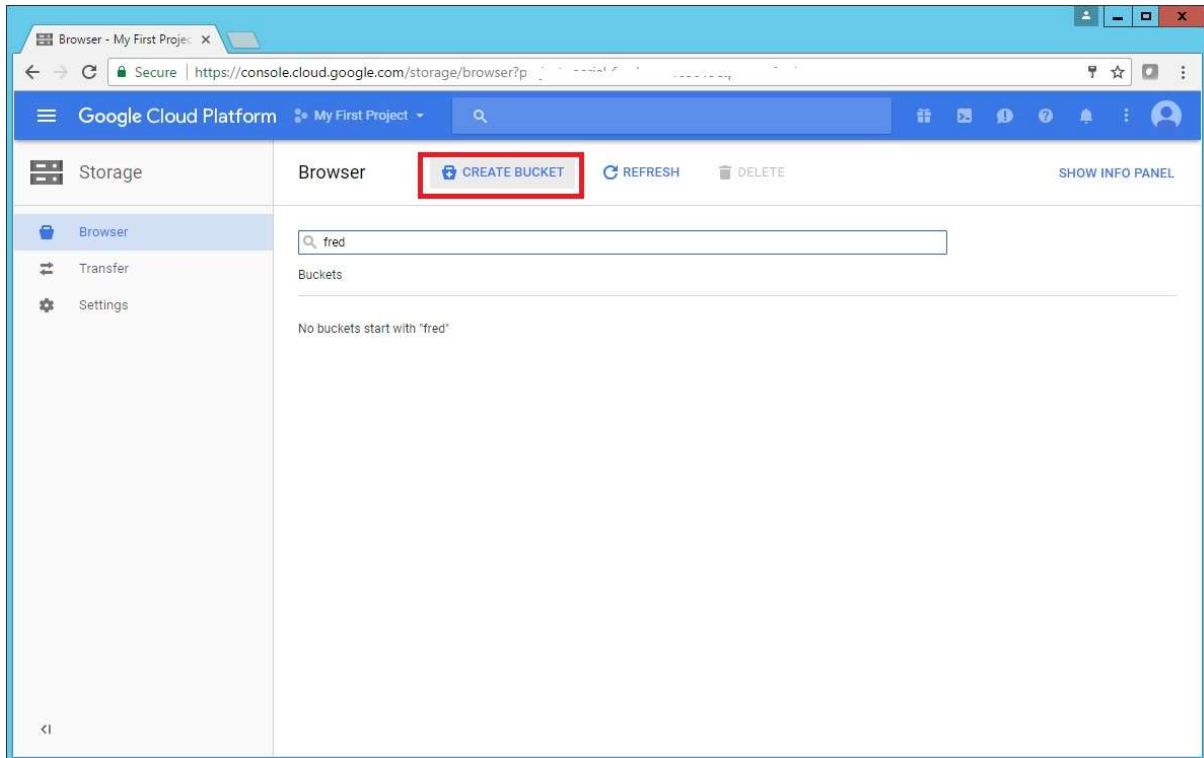 Browser - My First Projec
Secure | https://console.cloud.google.com/storage/browser?p
Google Cloud Platform My First Project
Storage Browser CREATE BUCKET REFRESH DELETE SHOW INFO PANEL
Browser
fred
Transfer
Buckets
Settings
No buckets start with "fred"